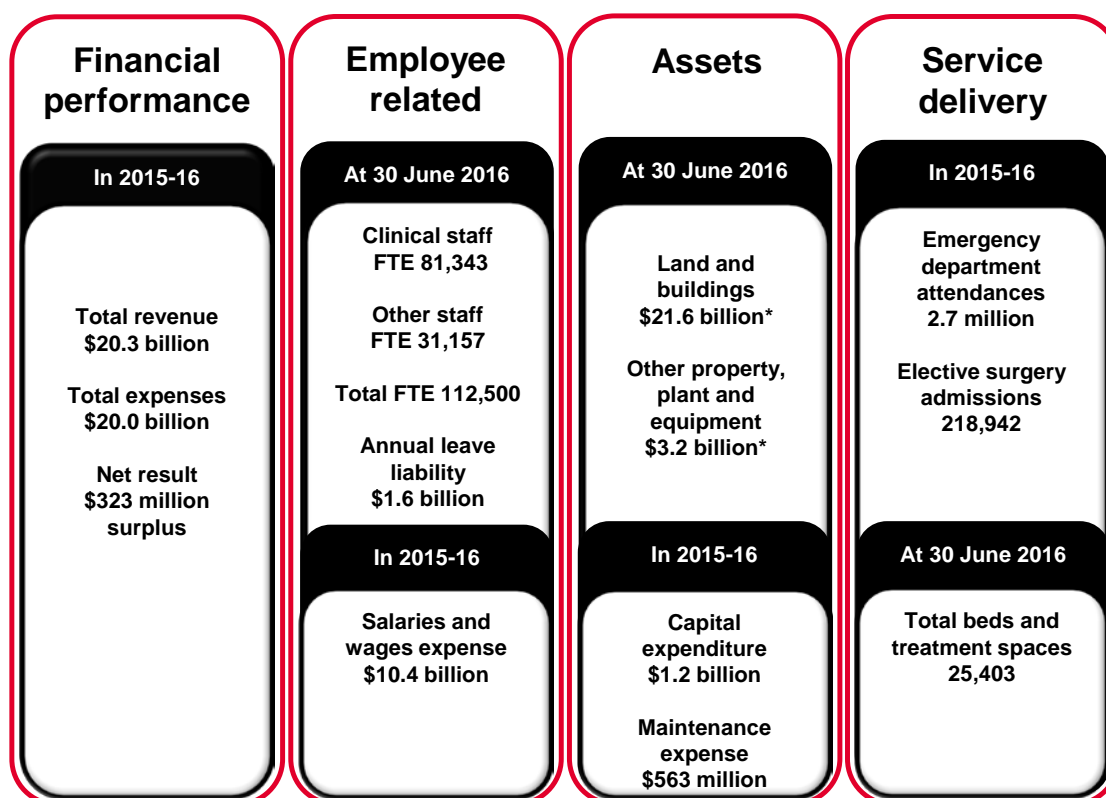 Financial
performance
In 2015-16
Total revenue
$20.3 billion
Total expenses
$20.0 billion
Net result
$323 million
surplus
Employee
related
At 30 June 2016
Clinical staff
FTE 81,343
Other staff
FTE 31,157
Total FTE 112,500
Annual leave
liability
$1.6 billion
In 2015-16
Salaries and
wages expense
$10.4 billion
Assets
At 30 June 2016
Land and
buildings
$21.6 billion*
Other property,
plant and
equipment
$3.2 billion*
In 2015-16
Capital
expenditure
$1.2 billion
Maintenance
expense
$563 million
Service
delivery
In 2015-16
Emergency
department
attendances
2.7 million
Elective surgery
admissions
218,942
At 30 June 2016
Total beds and
treatment spaces
25,403